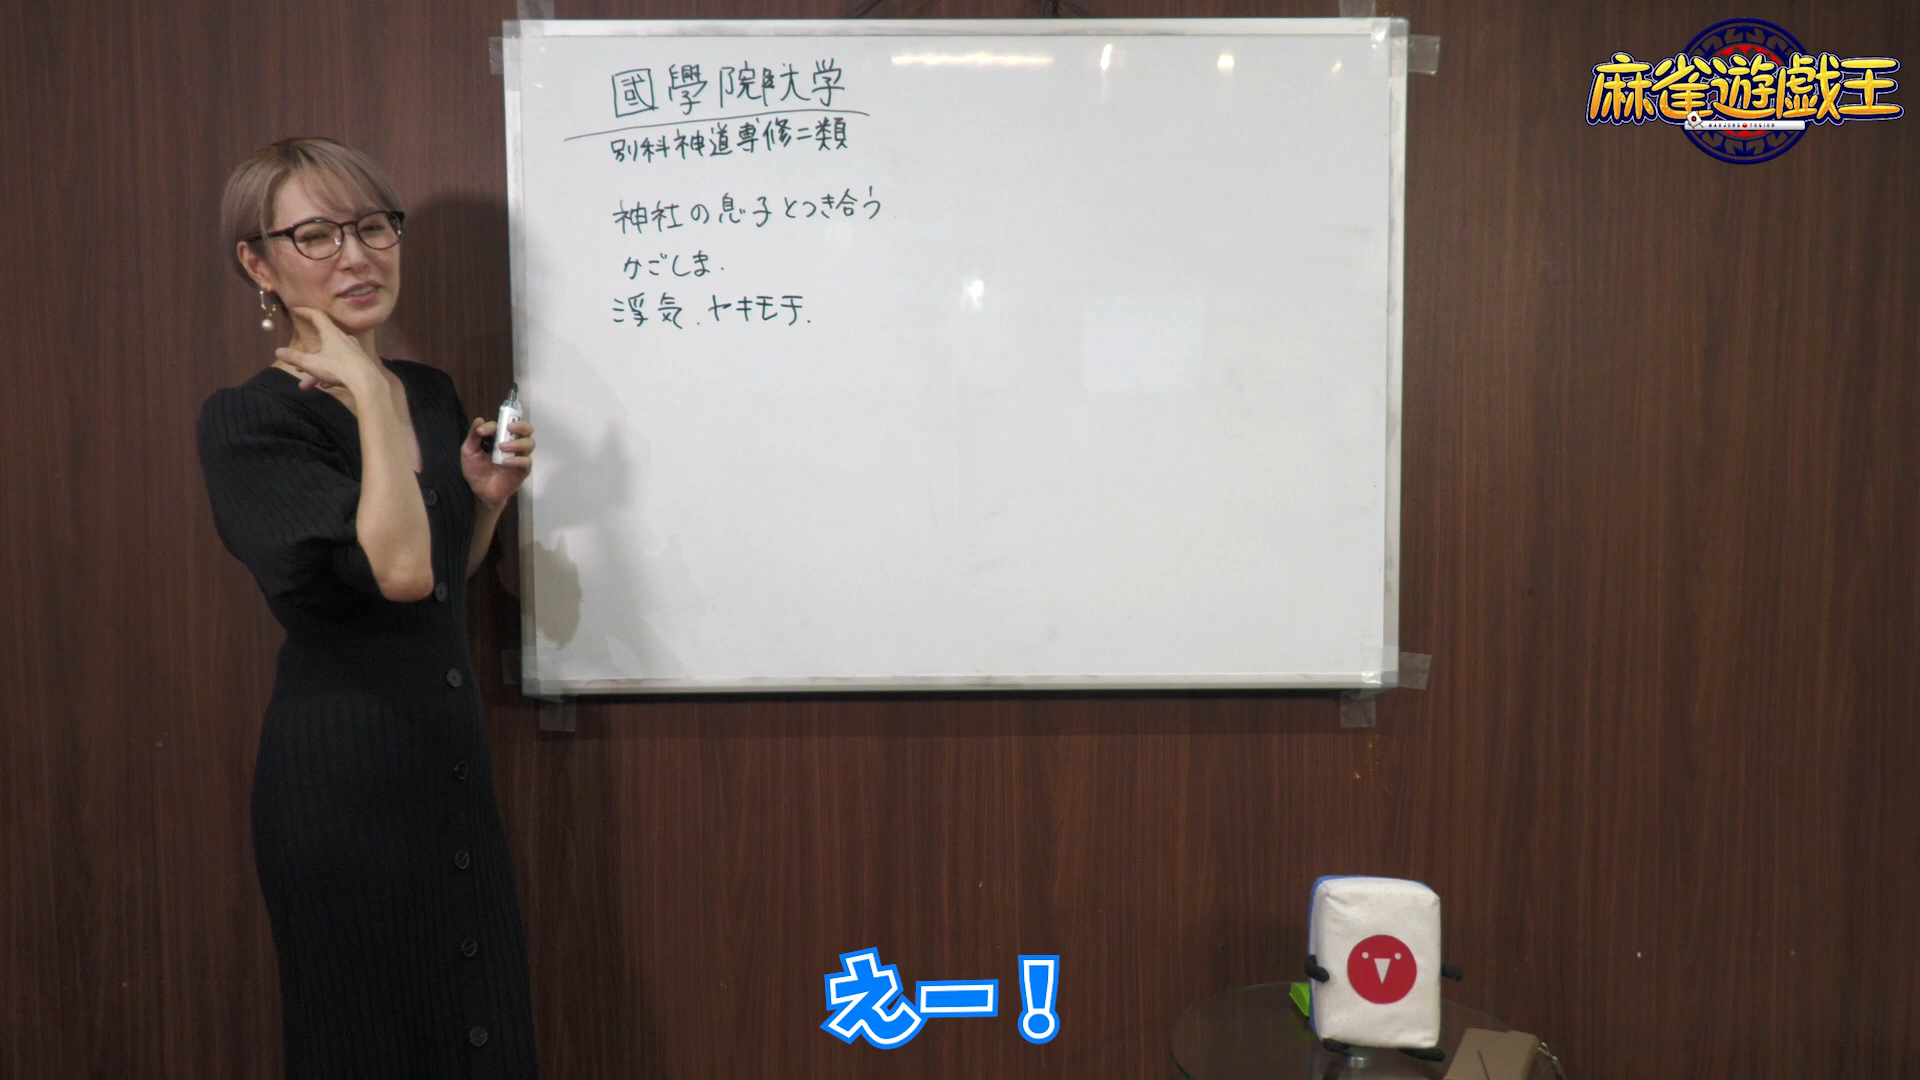 國學院大学
別科神道専修二類
神社の息子とつき合う
かごしま.
浮気.ヤキモチ.
麻雀遊戯王
えー!